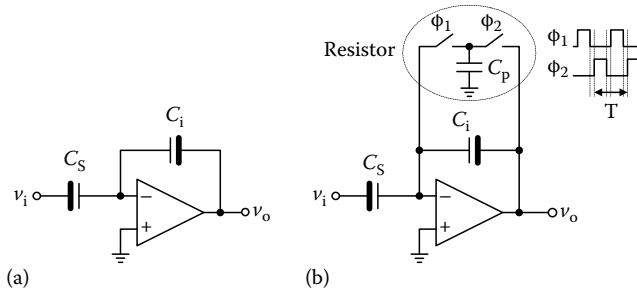 ϕ1 ϕ2
Resistor
Cp
ϕ1
ϕ2
T
Ci
CS
vi
−
+
vo
(a)
Ci
CS
vi
−
+
vo
(b)